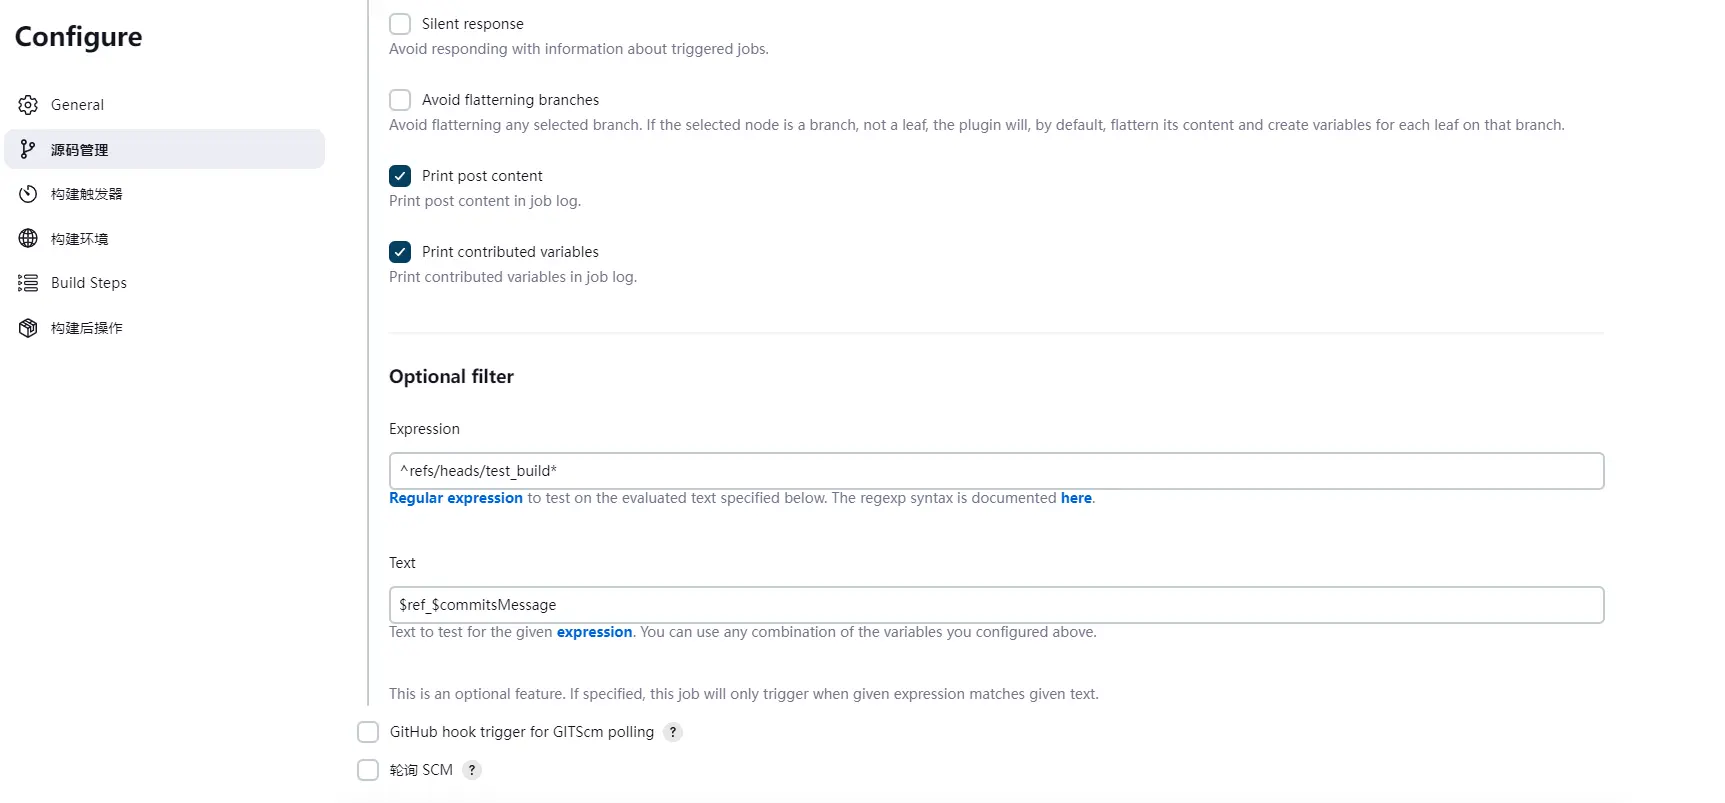 Configure
General
源码管理
构建触发器
构建环境
Build Steps
构建后操作
Silent response
Avoid responding with information about triggered jobs.
Avoid flatterning branches
Avoid flatterning any selected branch. If the selected node is a branch, not a leaf, the plugin will, by default, flattern its content and create variables for each leaf on that branch.
Print post content
Print post content in job log.
Print contributed variables
Print contributed variables in job log.
Optional filter
Expression
^refs/heads/test_build*
Regular expression to test on the evaluated text specified below. The regexp syntax is documented here.
Text
$ref_$commitsMessage
Text to test for the given expression. You can use any combination of the variables you configured above.
This is an optional feature. If specified, this job will only trigger when given expression matches given text.
GitHub hook trigger for GITScm polling ?
轮询 SCM ?